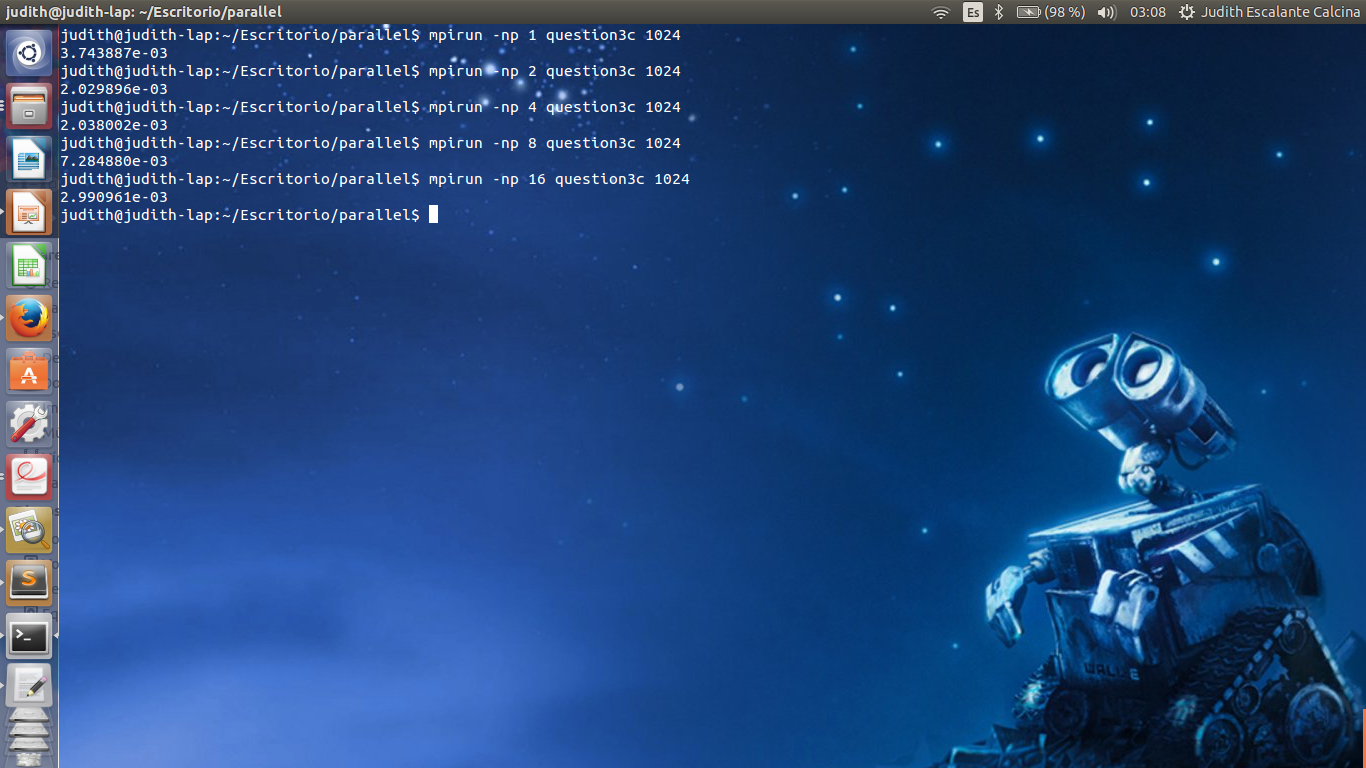 judith@judith-lap: ~/Escritorio/parallel
Es
(98 %)
03:08
Judith Escalante Calcina
judith@judith-lap:~/Escritorio/parallel$ mpirun -np 1 question3c 1024
3.743887e-03
judith@judith-lap:~/Escritorio/parallel$ mpirun -np 2 question3c 1024
2.029896e-03
judith@judith-lap:~/Escritorio/parallel$ mpirun -np 4 question3c 1024
2.038002e-03
judith@judith-lap:~/Escritorio/parallel$ mpirun -np 8 question3c 1024
7.284880e-03
judith@judith-lap:~/Escritorio/parallel$ mpirun -np 16 question3c 1024
2.990961e-03
judith@judith-lap:~/Escritorio/parallel$
WALL·E